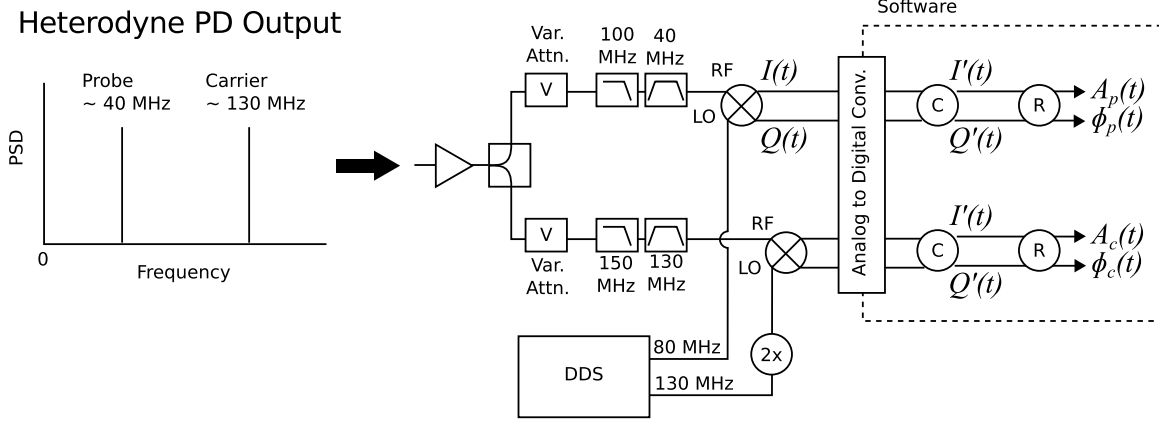 Heterodyne PD Output
Probe
~ 40 MHz
Carrier
~ 130 MHz
PSD
0
Frequency
Var.
Attn.
100
MHz
40
MHz
V
RF
LO
I(t)
Q(t)
Analog to Digital Conv.
Software
C
I'(t)
Q'(t)
R
A_p(t)
ϕ_p(t)
V
Var.
Attn.
150
MHz
130
MHz
RF
LO
C
I'(t)
Q'(t)
R
A_c(t)
ϕ_c(t)
DDS
80 MHz
130 MHz
2x